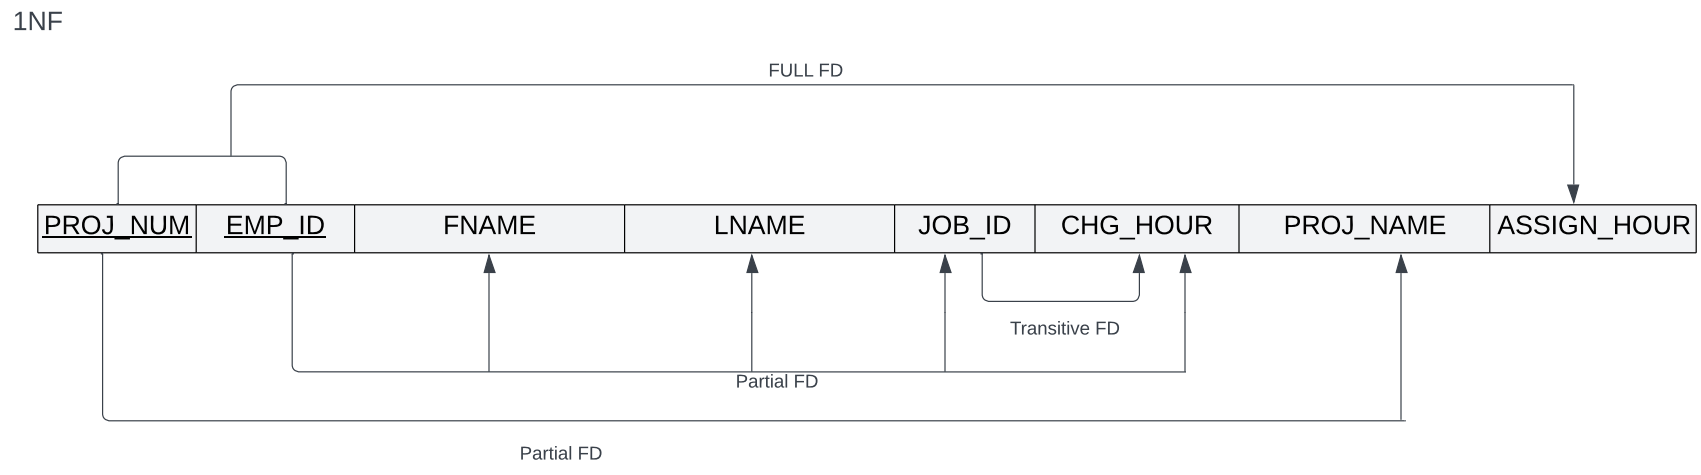 1NF
FULL FD
PROJ_NUM EMP_ID FNAME LNAME JOB_ID CHG_HOUR PROJ_NAME ASSIGN_HOUR
Transitive FD
Partial FD
Partial FD